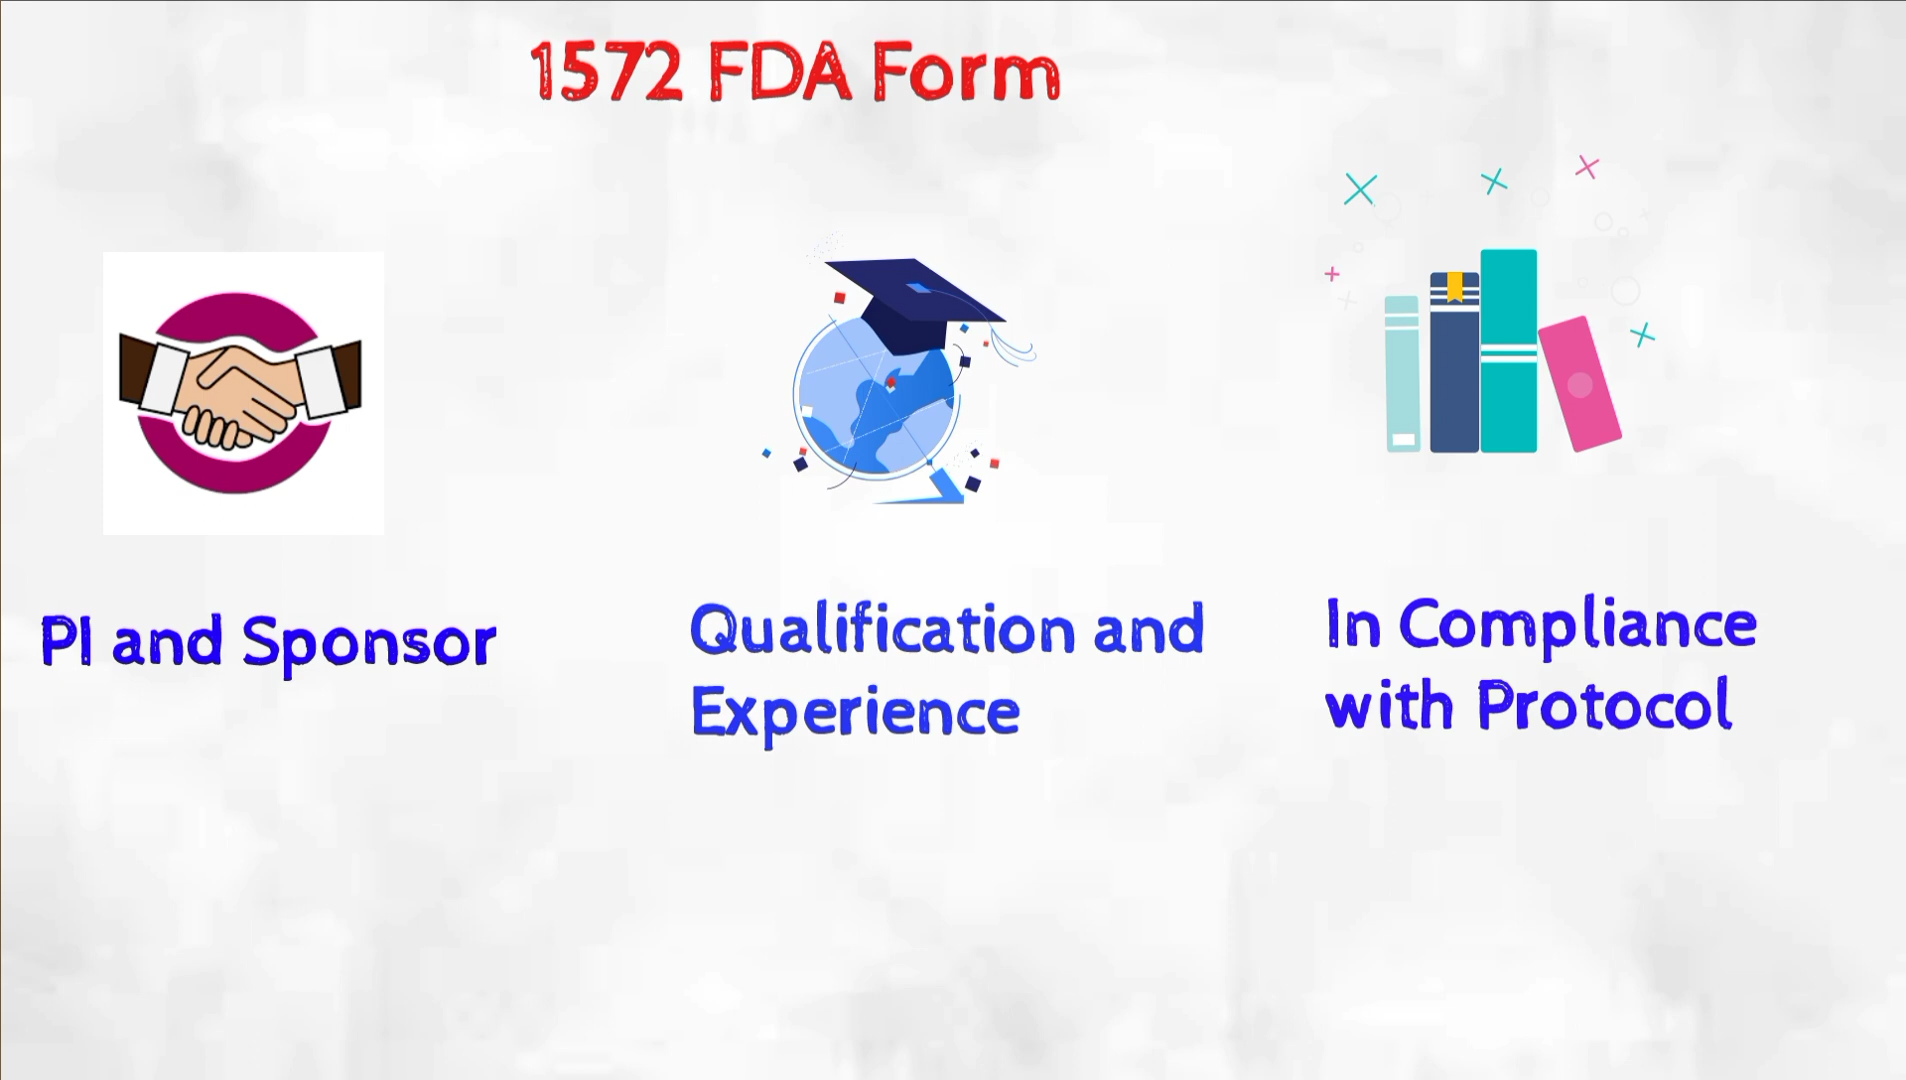 1572 FDA Form
PI and Sponsor
Qualification and
Experience
In Compliance
with Protocol